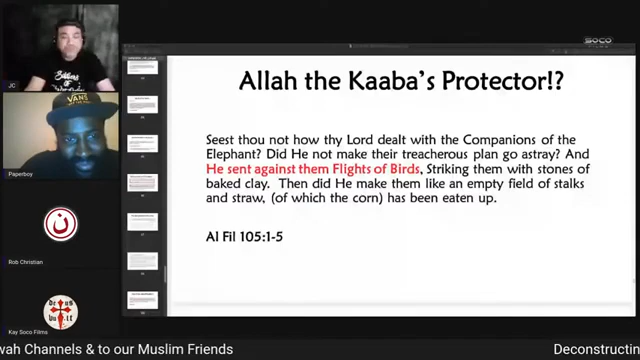 SOCO
JC
Allah the Kaaba's Protector!?
VANS
Seest thou not how thy Lord dealt with the Companions of the
Elephant? Did He not make their treacherous plan go astray? And
He sent against them Flights of Birds, Striking them with stones of
baked clay. Then did He make them like an empty field of stalks
and straw, (of which the corn) has been eaten up.
Paperboy
ن
Al Fil 105:1-5
Rob Christian
Kay Soco Films
wah Channels & to our Muslim Friends
Deconstructin